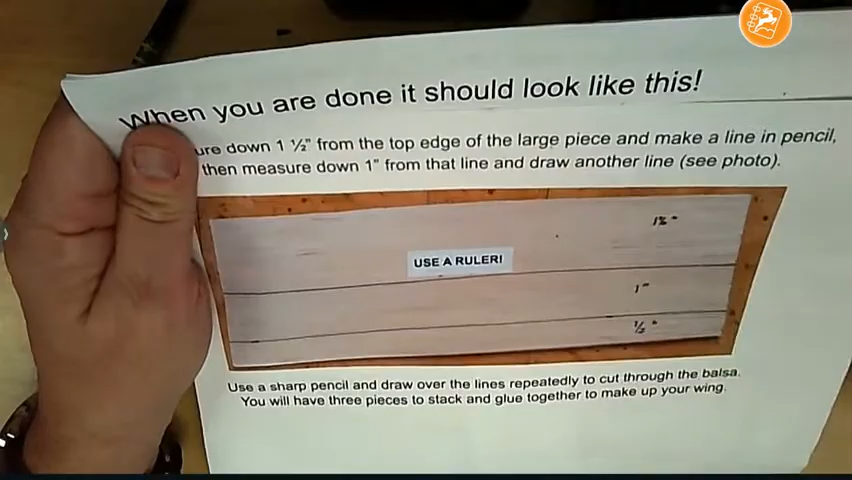 When you are done it should look like this!
ure down 1 ½" from the top edge of the large piece and make a line in pencil,
then measure down 1" from that line and draw another line (see photo).
1½"
USE A RULER!
1"
½"
Use a sharp pencil and draw over the lines repeatedly to cut through the balsa.
You will have three pieces to stack and glue together to make up your wing.